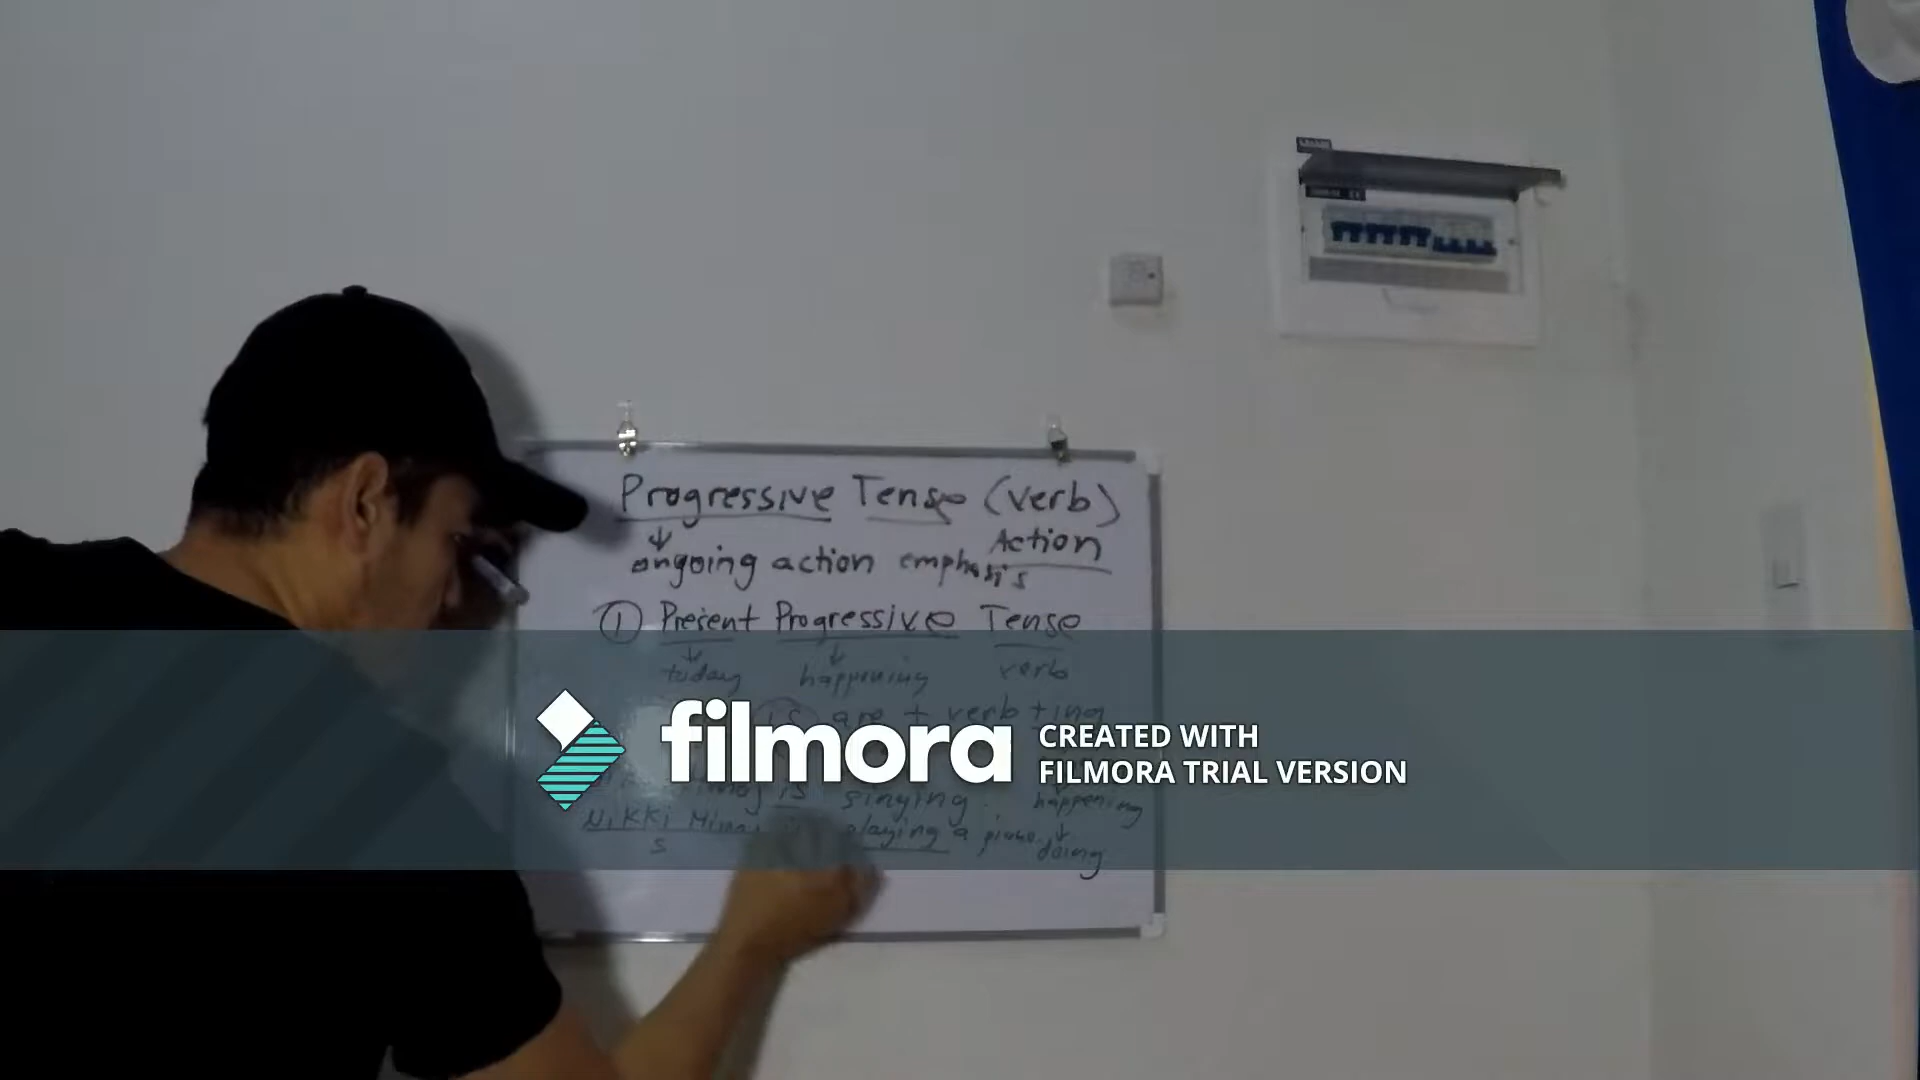 Progressive Tense (verb)
Action
ongoing action emphasis
① Present Progressive Tense
today happening verb
is are + verb + ing
is singing.
happening
Nikki Minaj playing a piano
s doing
filmora
CREATED WITH
FILMORA TRIAL VERSION